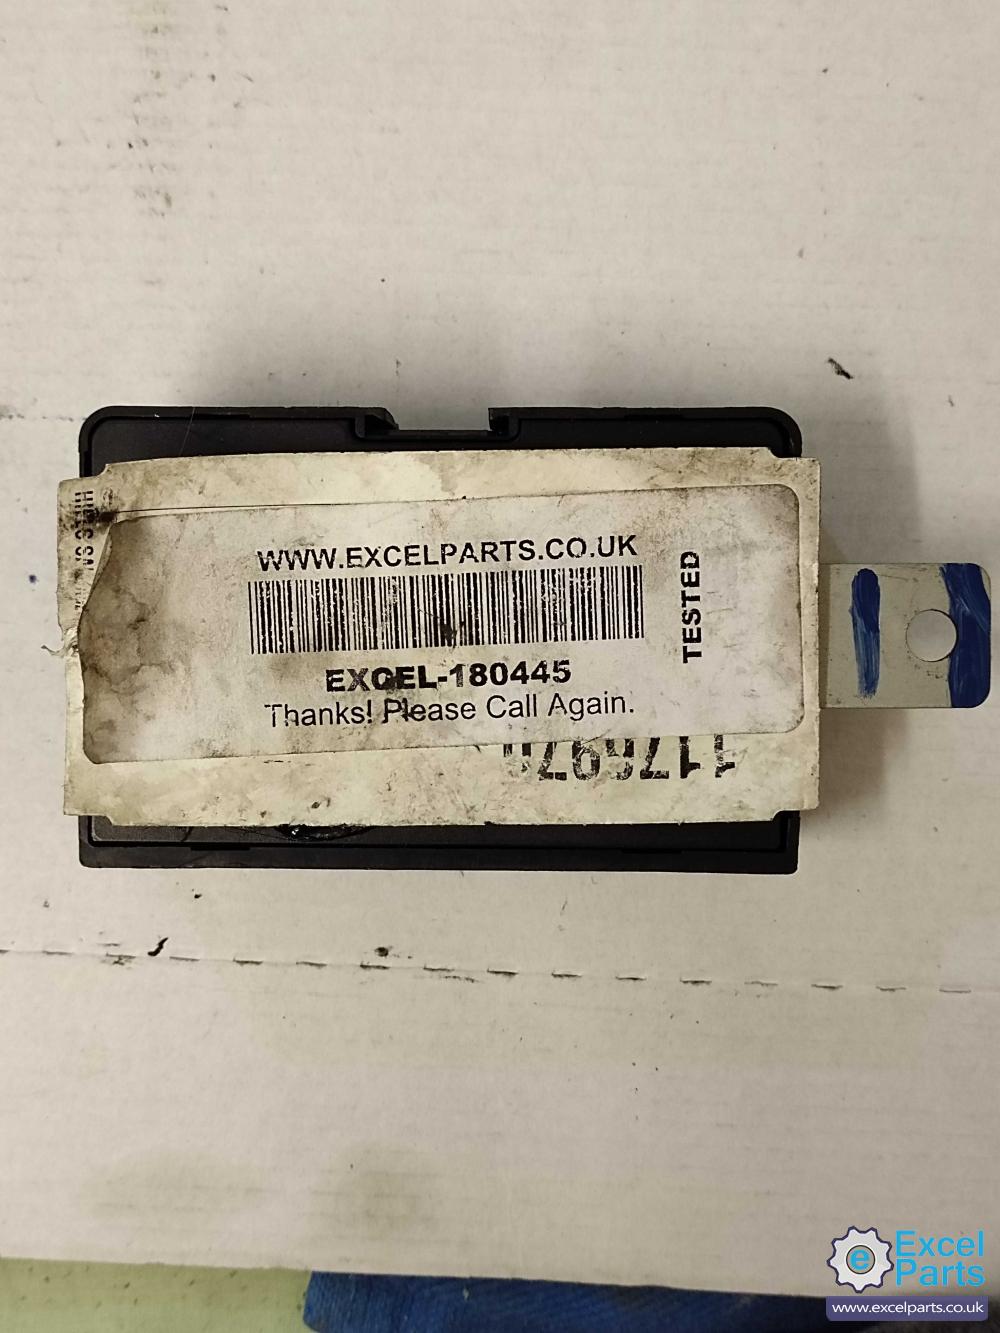 WWW.EXCELPARTS.CO.UK
EXCEL-180445
Thanks! Please Call Again.
TESTED
Excel
Parts
www.excelparts.co.uk